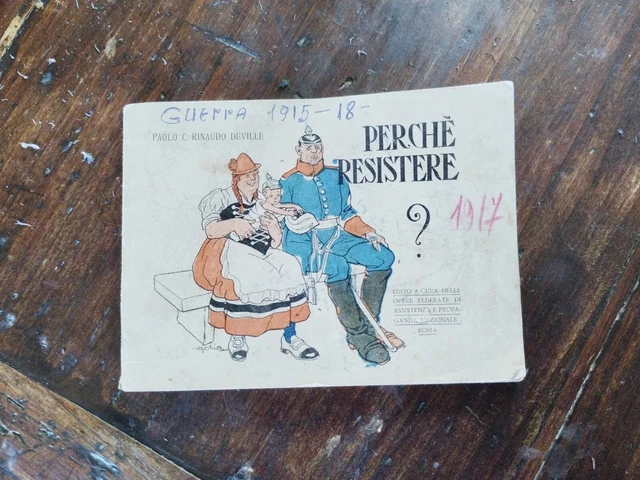 GUERRA 1915-18-
PAOLO C. RINAUDO DEVILLE
PERCHÈ
RESISTERE
?
1917
EDITO A CURA DELLE
OPERE FEDERATE DI
ASSISTENZA E PROPA-
GANDA NAZIONALE
ROMA